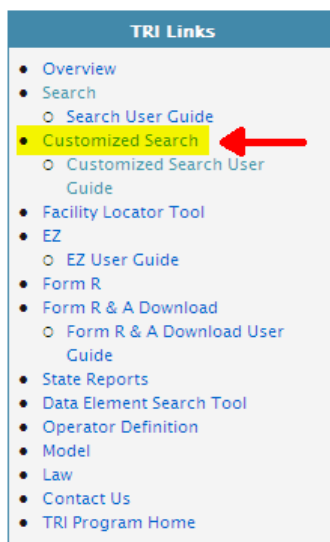 TRI Links
Overview
Search
Search User Guide
Customized Search
Customized Search User
Guide
Facility Locator Tool
EZ
EZ User Guide
Form R
Form R & A Download
Form R & A Download User
Guide
State Reports
Data Element Search Tool
Operator Definition
Model
Law
Contact Us
TRI Program Home